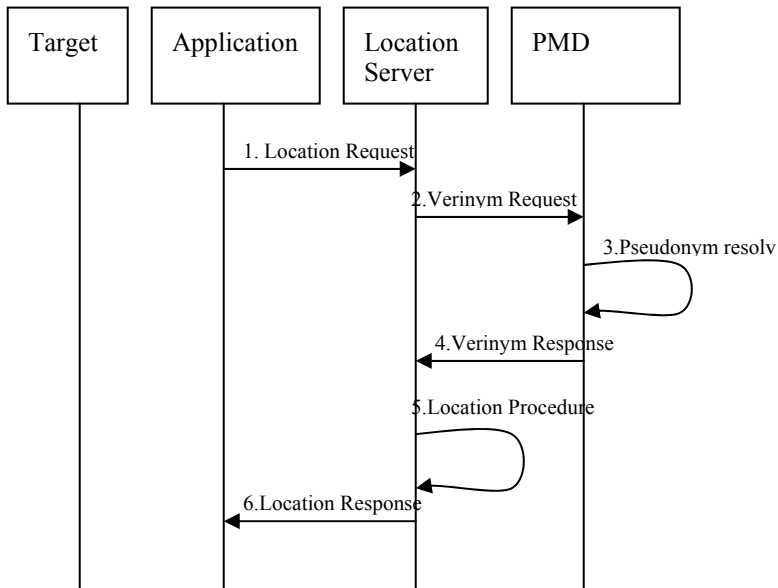 Target
Application
Location
Server
PMD
1. Location Request
2.Verinym Request
3.Pseudonym resolv
4.Verinym Response
5.Location Procedure
6.Location Response